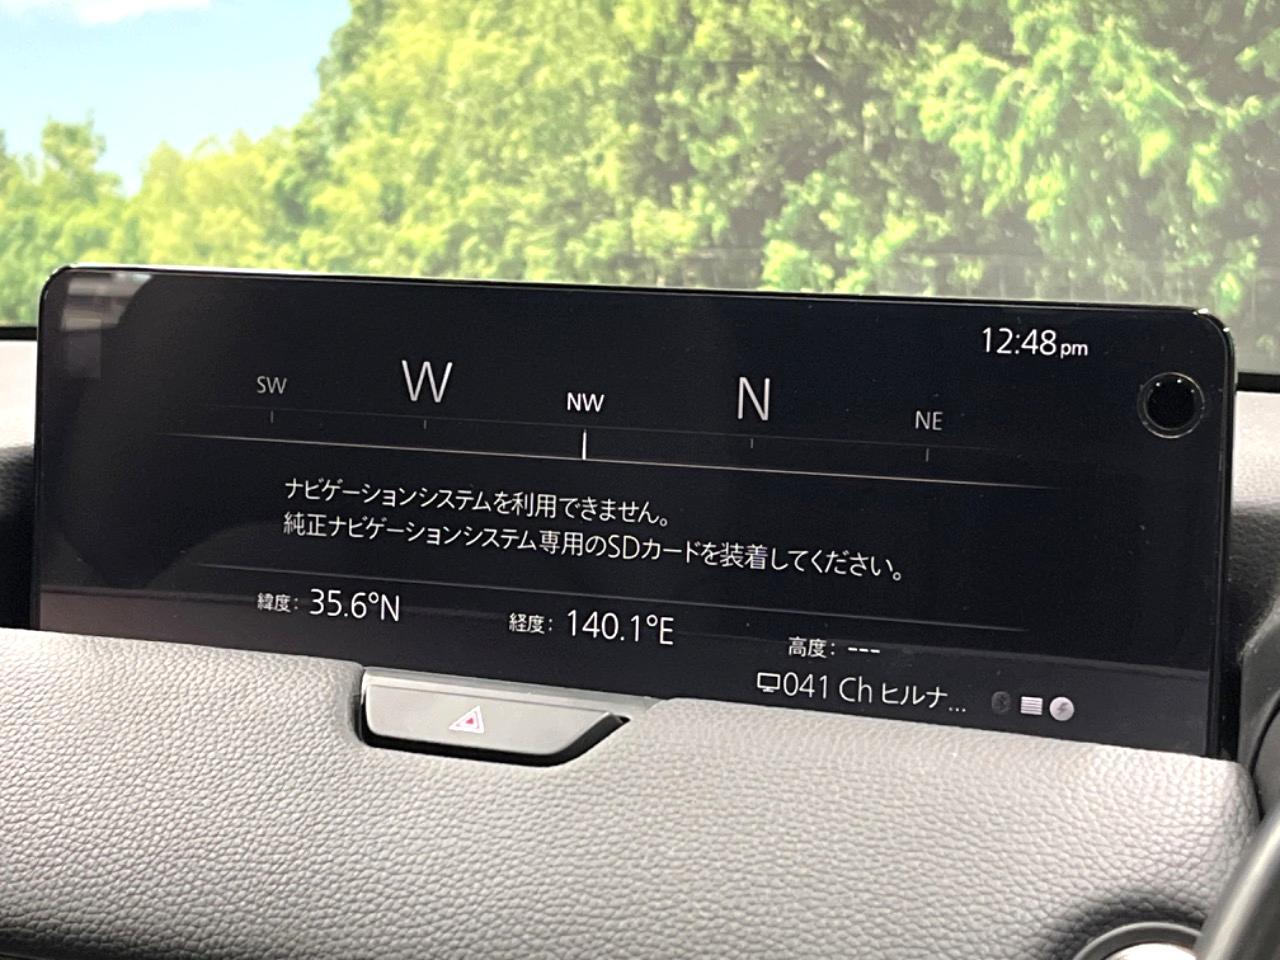 12:48pm
SW W NW N NE
ナビゲーションシステムを利用できません。
純正ナビゲーションシステム専用のSDカードを装着してください。
緯度: 35.6°N 経度: 140.1°E 高度: ---
041 Ch ヒルナ...